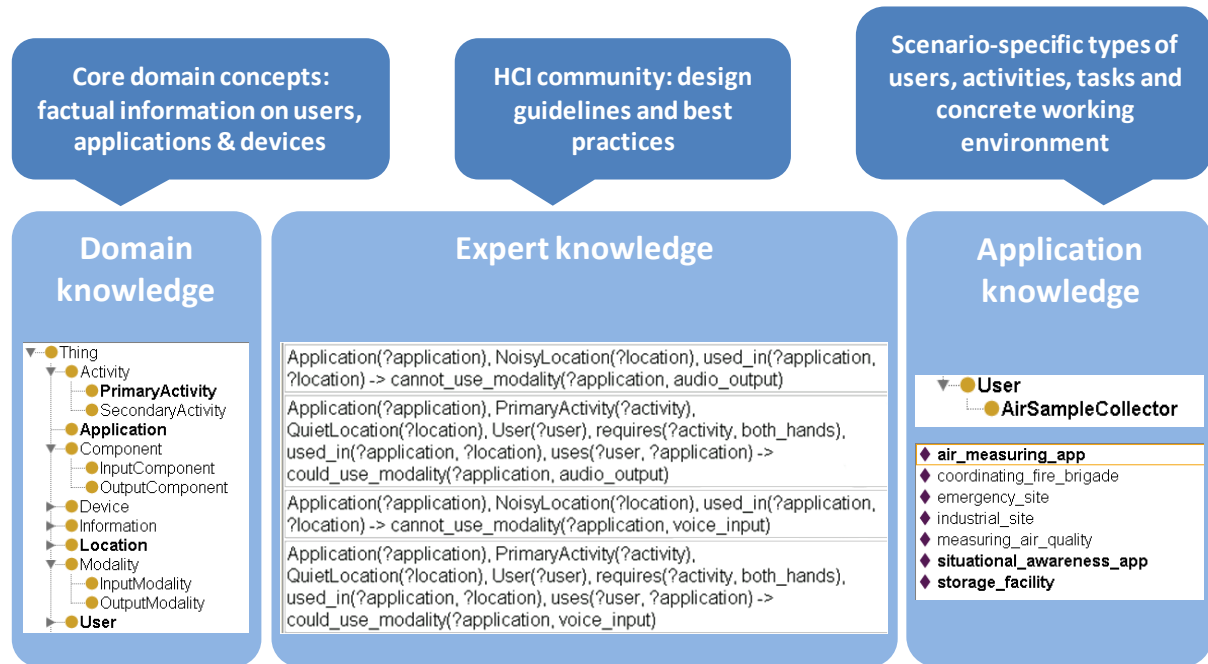 Core domain concepts:
factual information on users,
applications & devices
HCI community: design
guidelines and best
practices
Scenario-specific types of
users, activities, tasks and
concrete working
environment
Domain
knowledge
Thing
Activity
PrimaryActivity
SecondaryActivity
Application
Component
InputComponent
OutputComponent
Device
Information
Location
Modality
InputModality
OutputModality
User
Expert knowledge
Application(?application), NoisyLocation(?location), used_in(?application,
?location) -> cannot_use_modality(?application, audio_output)
Application(?application), PrimaryActivity(?activity),
QuietLocation(?location), User(?user), requires(?activity, both_hands),
used_in(?application, ?location), uses(?user, ?application) ->
could_use_modality(?application, audio_output)
Application(?application), NoisyLocation(?location), used_in(?application,
?location) -> cannot_use_modality(?application, voice_input)
Application(?application), PrimaryActivity(?activity),
QuietLocation(?location), User(?user), requires(?activity, both_hands),
used_in(?application, ?location), uses(?user, ?application) ->
could_use_modality(?application, voice_input)
Application
knowledge
User
AirSampleCollector
air_measuring_app
coordinating_fire_brigade
emergency_site
industrial_site
measuring_air_quality
situational_awareness_app
storage_facility